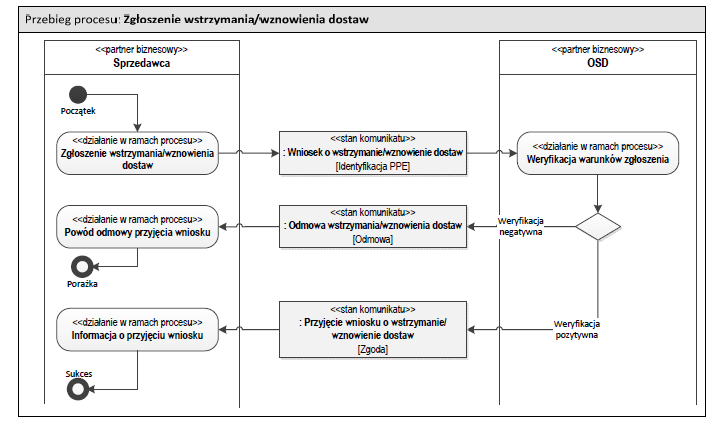 Przebieg procesu: Zgłoszenie wstrzymania/wznowienia dostaw
<<partner biznesowy>>
Sprzedawca
<<partner biznesowy>>
OSD
Początek
<<działanie w ramach procesu>>
Zgłoszenie wstrzymania/wznowienia
dostaw
<<stan komunikatu>>
: Wniosek o wstrzymanie/wznowienie dostaw
[Identyfikacja PPE]
<<działanie w ramach procesu>>
Weryfikacja warunków zgłoszenia
<<działanie w ramach procesu>>
Powód odmowy przyjęcia wniosku
<<stan komunikatu>>
: Odmowa wstrzymania/wznowienia dostaw
[Odmowa]
Weryfikacja
negatywna
Porażka
<<działanie w ramach procesu>>
Informacja o przyjęciu wniosku
<<stan komunikatu>>
: Przyjęcie wniosku o wstrzymanie/
wznowienie dostaw
[Zgoda]
Weryfikacja
pozytywna
Sukces